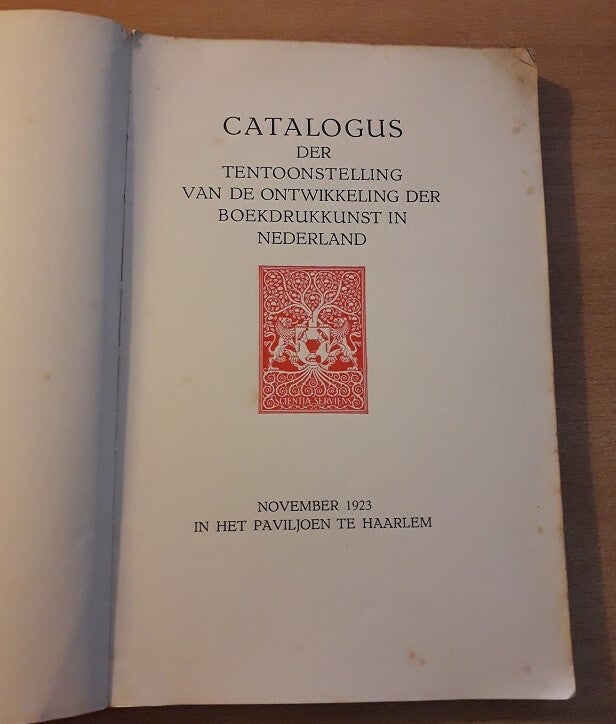 CATALOGUS
DER
TENTOONSTELLING
VAN DE ONTWIKKELING DER
BOEKDRUKKUNST IN
NEDERLAND
SCIENTIA SERVIENS
NOVEMBER 1923
IN HET PAVILJOEN TE HAARLEM